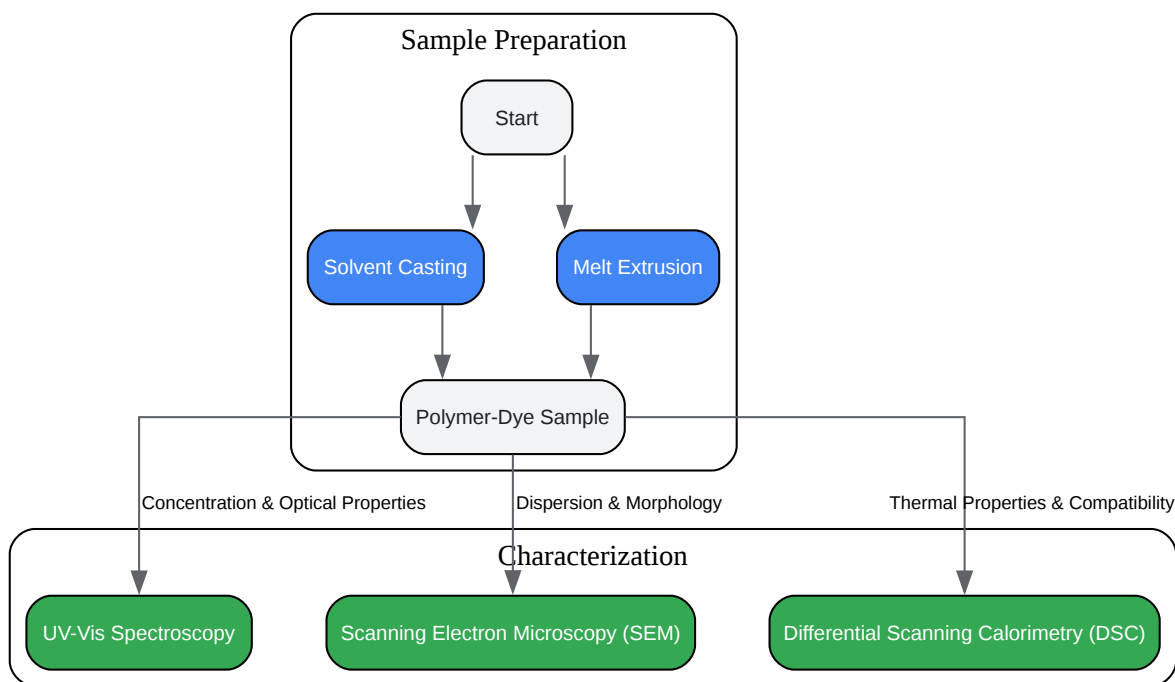 Sample Preparation
Start
Solvent Casting
Melt Extrusion
Polymer-Dye Sample
Concentration & Optical Properties
Dispersion & Morphology
Thermal Properties & Compatibility
Characterization
UV-Vis Spectroscopy
Scanning Electron Microscopy (SEM)
Differential Scanning Calorimetry (DSC)